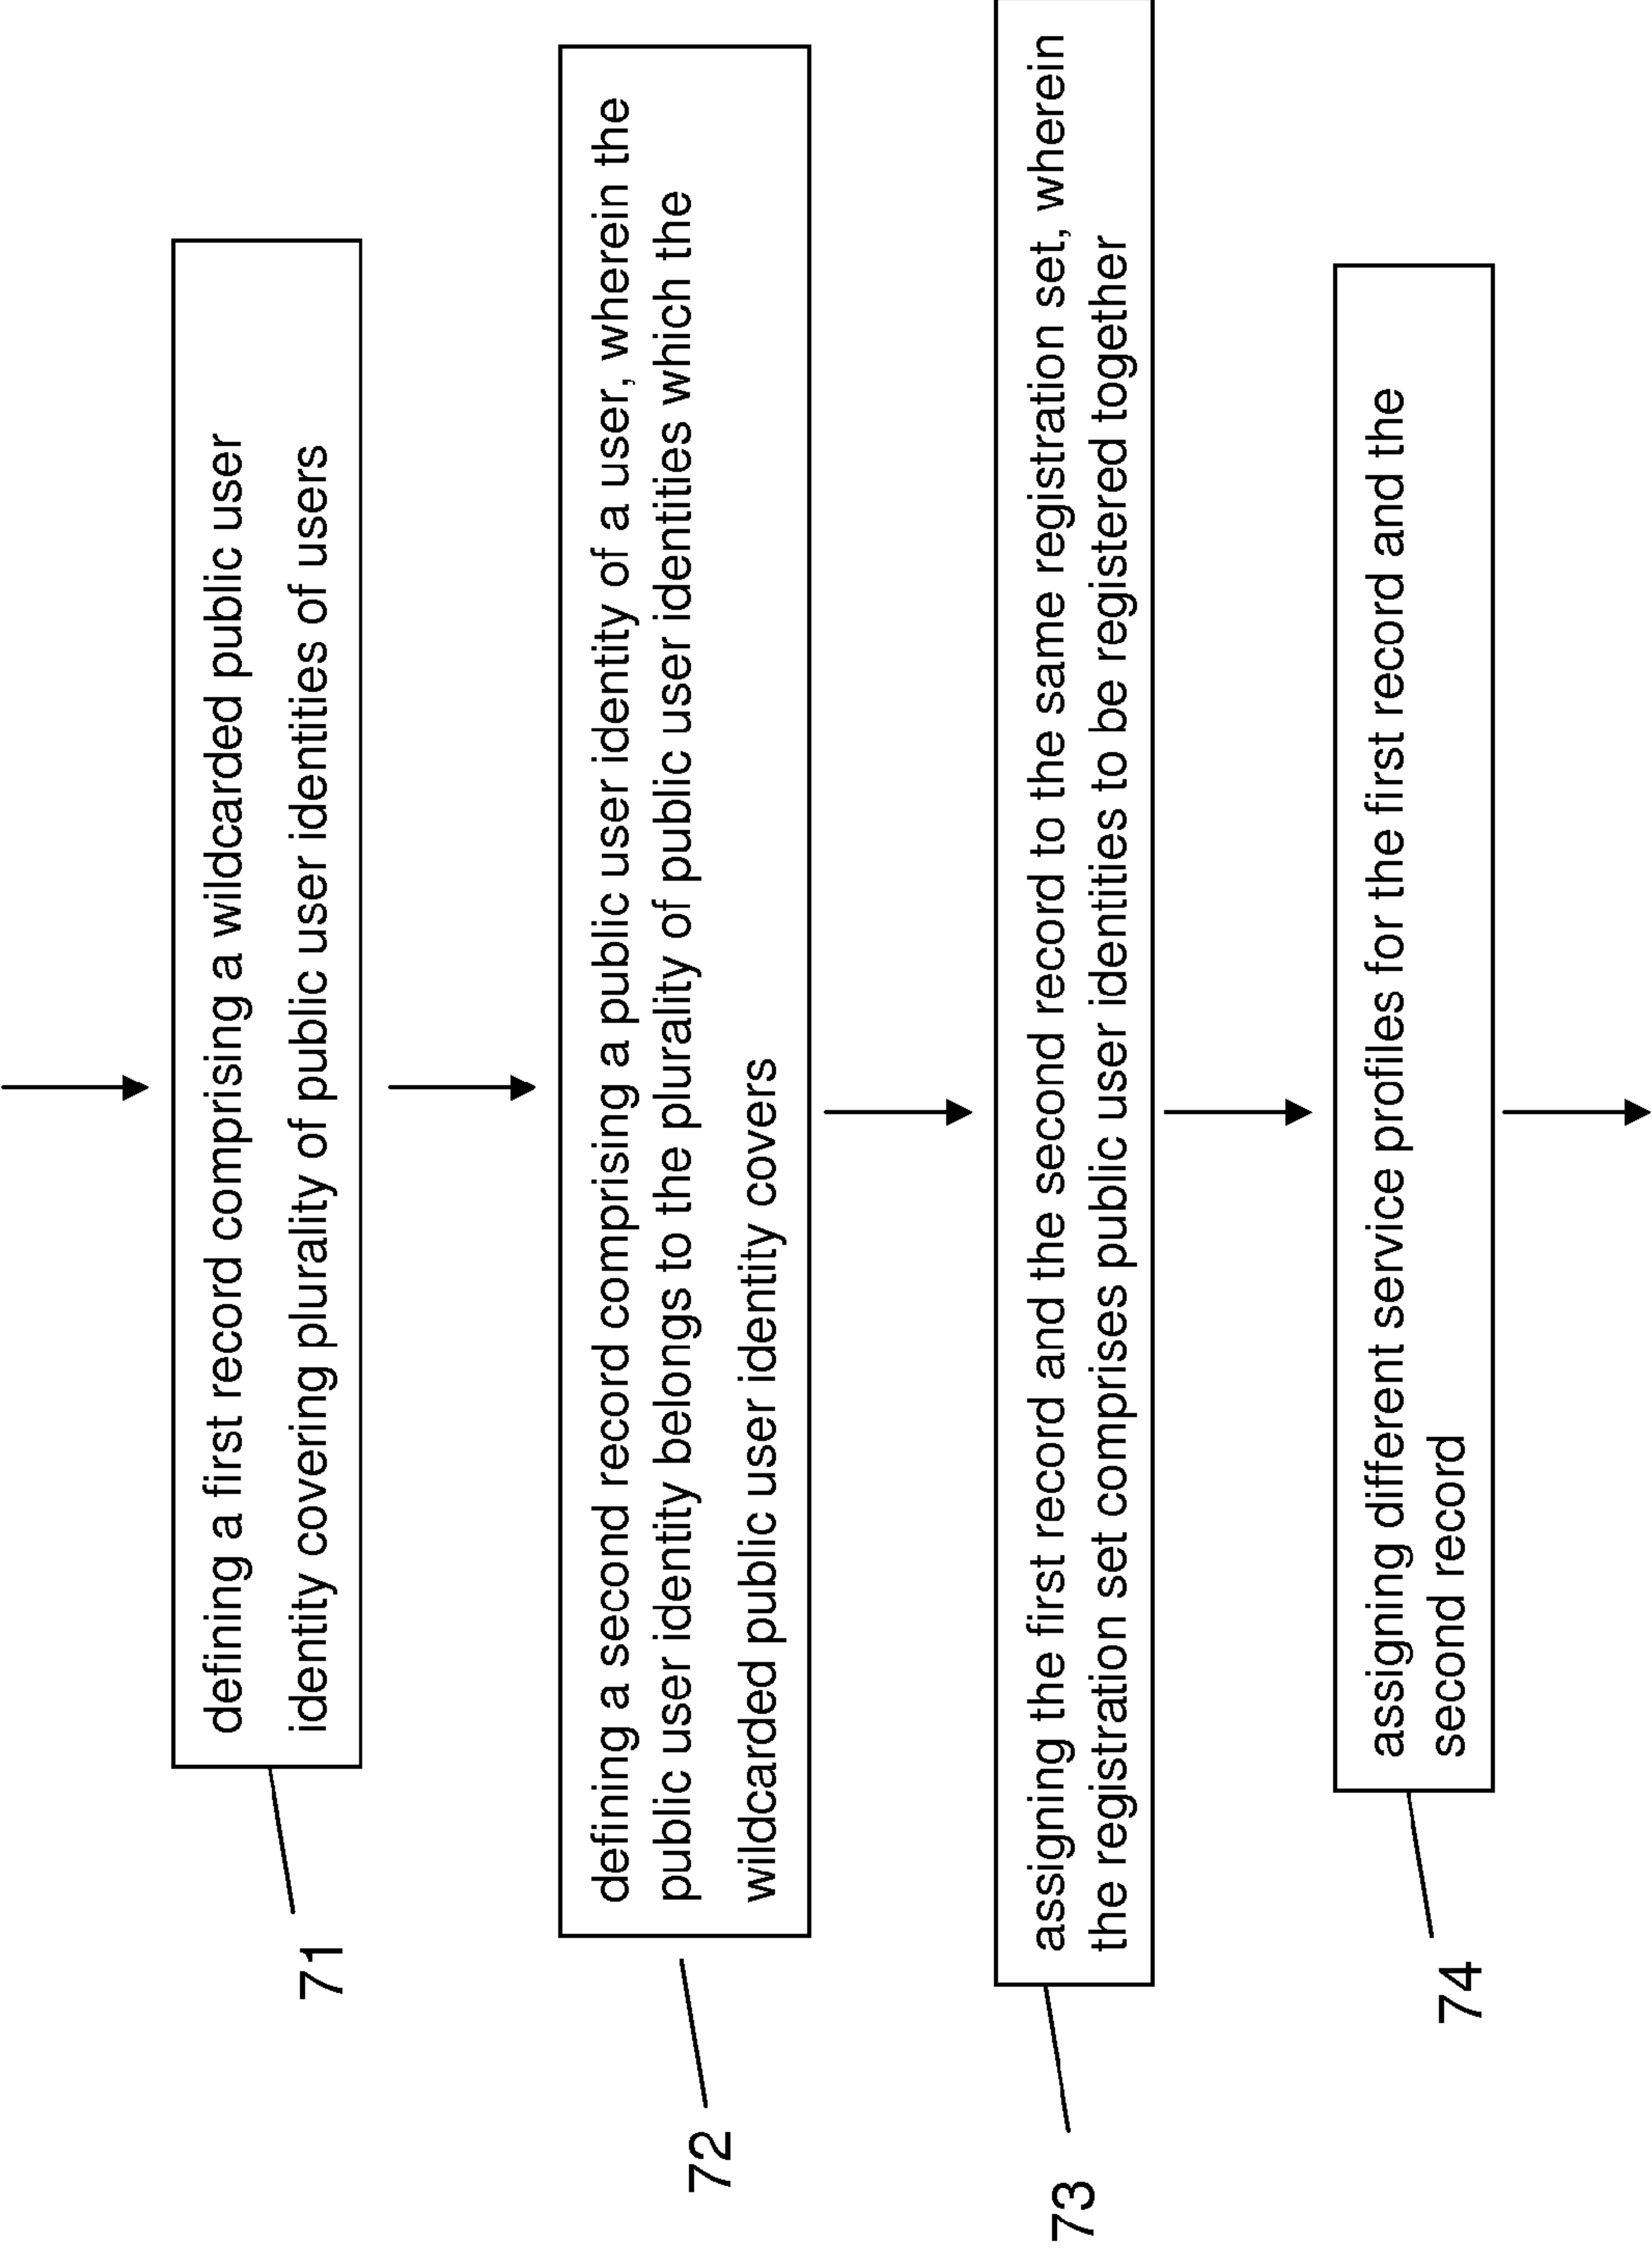 defining a first record comprising a wildcarded public user
identity covering plurality of public user identities of users
71
defining a second record comprising a public user identity of a user, wherein the
public user identity belongs to the plurality of public user identities which the
wildcarded public user identity covers
72
assigning the first record and the second record to the same registration set, wherein
the registration set comprises public user identities to be registered together
73
assigning different service profiles for the first record and the
second record
74